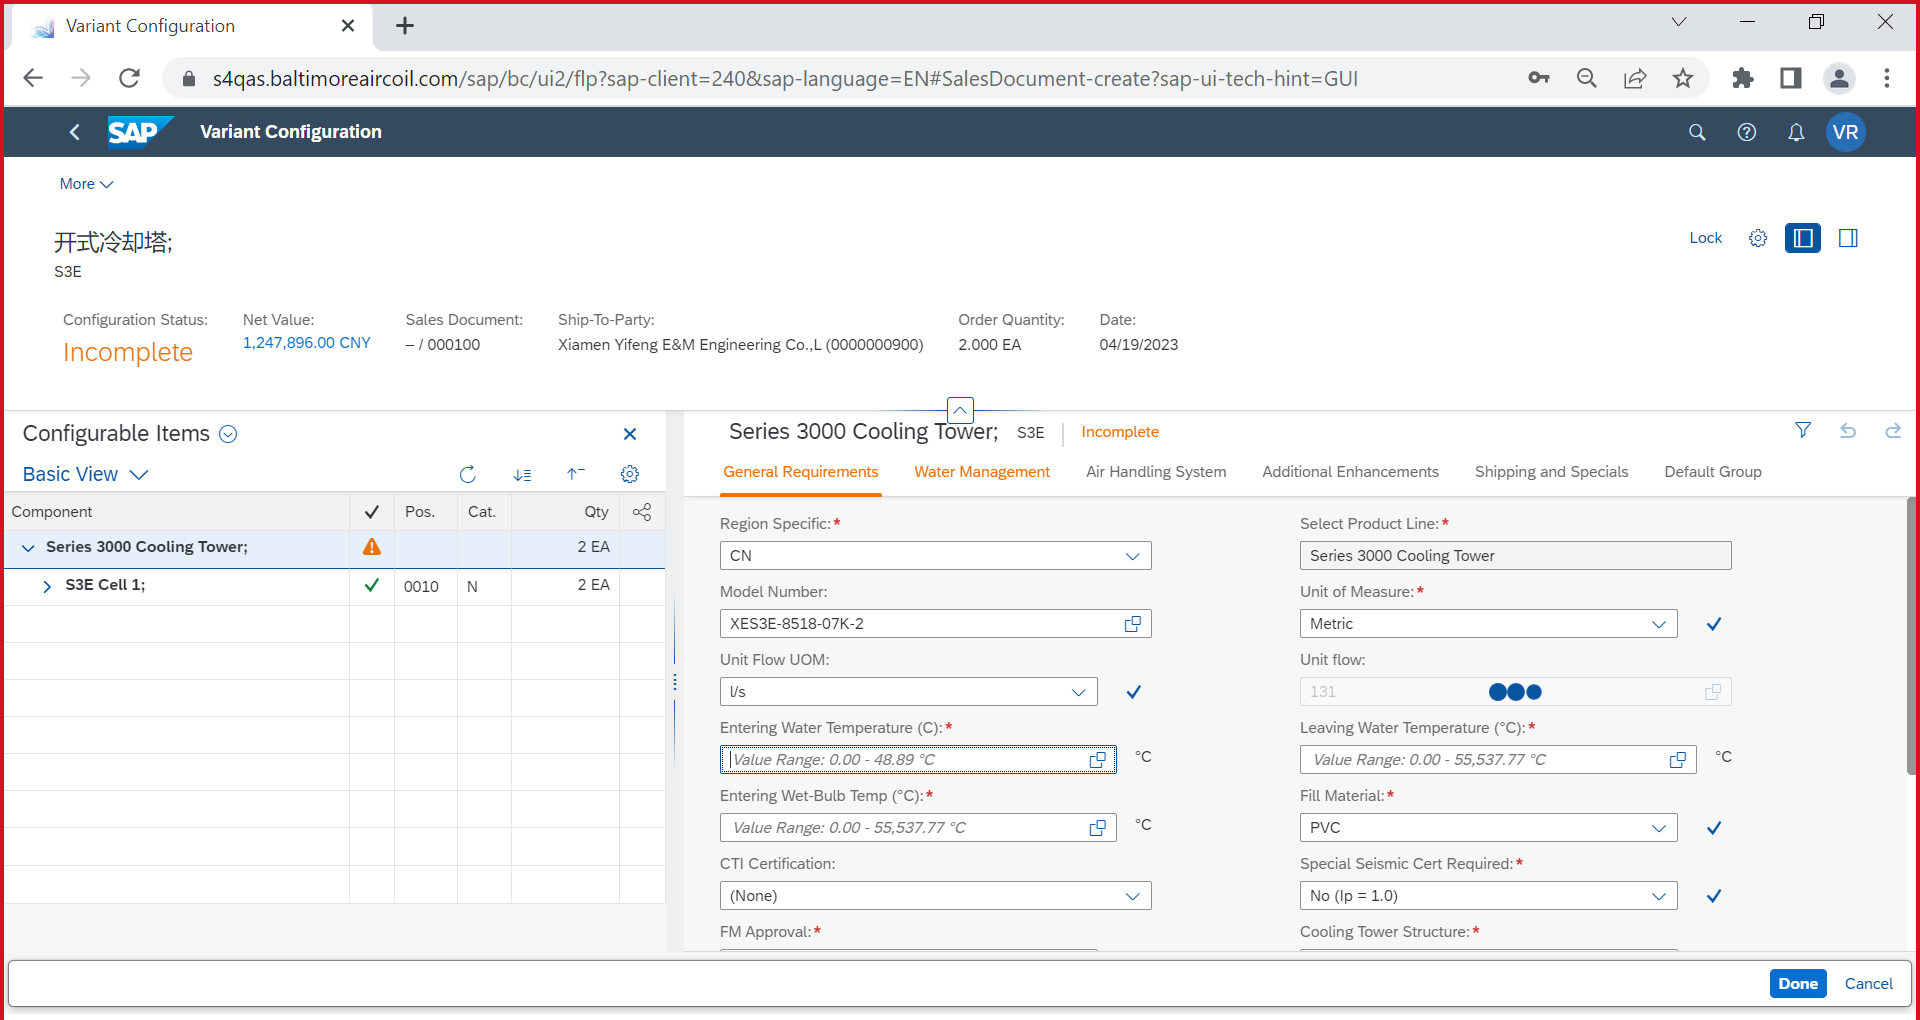 Variant Configuration
s4qas.baltimoreaircoil.com/sap/bc/ui2/flp?sap-client=240&sap-language=EN#SalesDocument-create?sap-ui-tech-hint=GUI
SAP Variant Configuration VR
More
开式冷却塔;
S3E
Lock
Configuration Status: Net Value: Sales Document: Ship-To-Party: Order Quantity: Date:
Incomplete 1,247,896.00 CNY – / 000100 Xiamen Yifeng E&M Engineering Co.,L (0000000900) 2.000 EA 04/19/2023
Configurable Items
Basic View
Component Pos. Cat. Qty
Series 3000 Cooling Tower; 2 EA
S3E Cell 1; 0010 N 2 EA
Series 3000 Cooling Tower; S3E Incomplete
General Requirements Water Management Air Handling System Additional Enhancements Shipping and Specials Default Group
Region Specific:* Select Product Line:*
CN Series 3000 Cooling Tower
Model Number: Unit of Measure:*
XES3E-8518-07K-2 Metric
Unit Flow UOM: Unit flow:
l/s 131
Entering Water Temperature (C):* Leaving Water Temperature (°C):*
Value Range: 0.00 - 48.89 °C °C Value Range: 0.00 - 55,537.77 °C °C
Entering Wet-Bulb Temp (°C):* Fill Material:*
Value Range: 0.00 - 55,537.77 °C °C PVC
CTI Certification: Special Seismic Cert Required:*
(None) No (Ip = 1.0)
FM Approval:* Cooling Tower Structure:*
Done Cancel